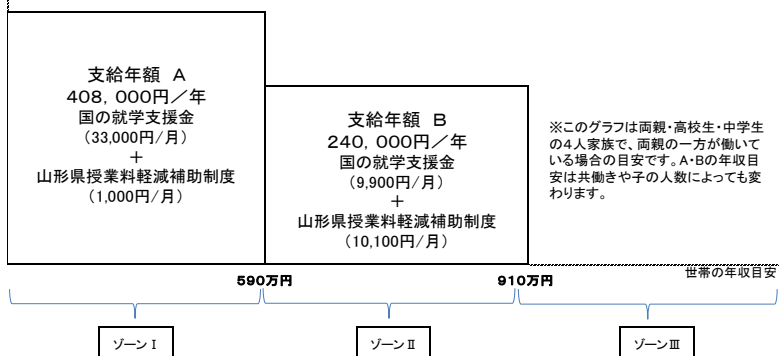 支給年額 A
408,000円／年
国の就学支援金
（33,000円/月）
＋
山形県授業料軽減補助制度
（1,000円/月）
支給年額 B
240,000円／年
国の就学支援金
（9,900円/月）
＋
山形県授業料軽減補助制度
（10,100円/月）
※このグラフは両親・高校生・中学生
の4人家族で、両親の一方が働いて
いる場合の目安です。A・Bの年収目
安は共働きや子の人数によっても変
わります。
世帯の年収目安
590万円
910万円
ゾーンⅠ
ゾーンⅡ
ゾーンⅢ